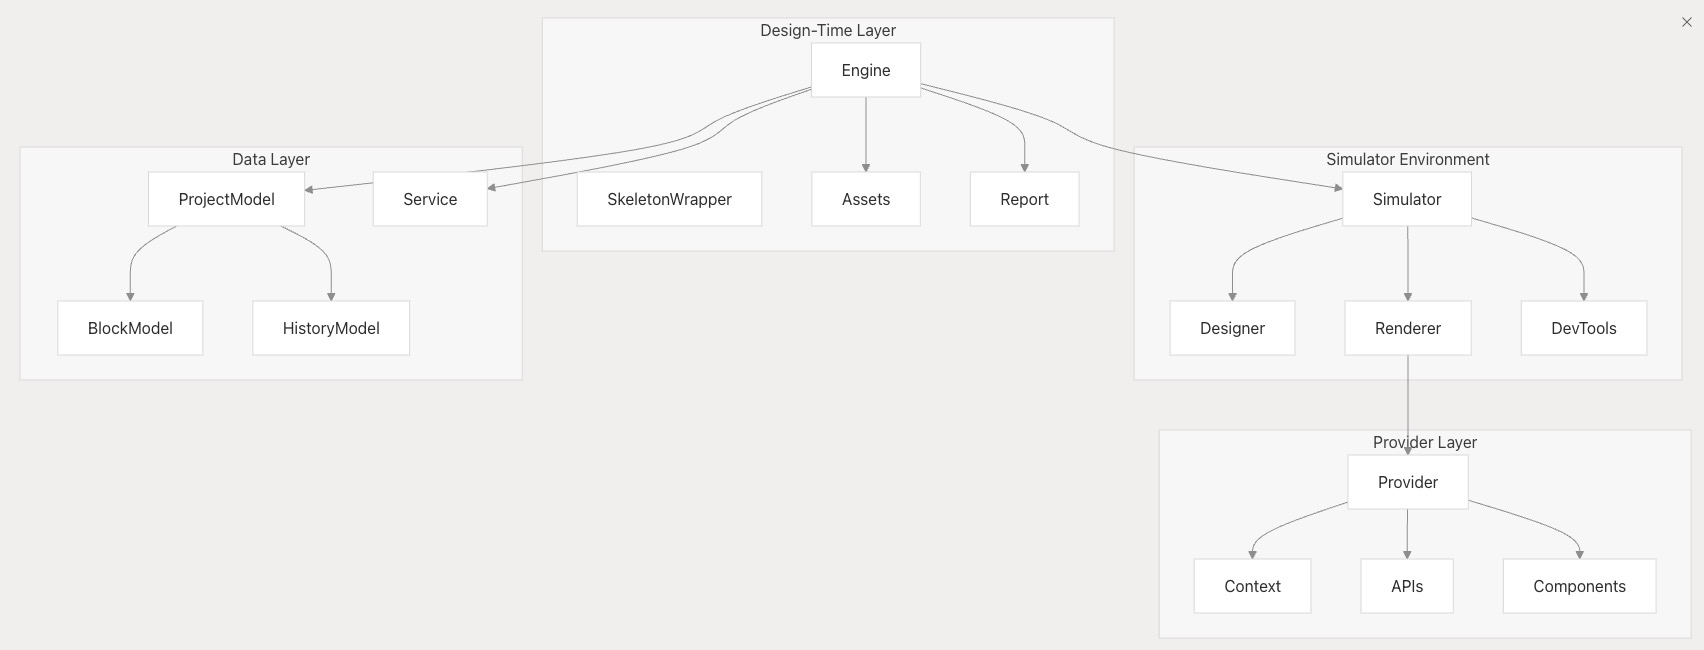 Design-Time Layer
Engine
Data Layer
Simulator Environment
ProjectModel
Service
SkeletonWrapper
Assets
Report
Simulator
BlockModel
HistoryModel
Designer
Renderer
DevTools
Provider Layer
Provider
Context
APIs
Components